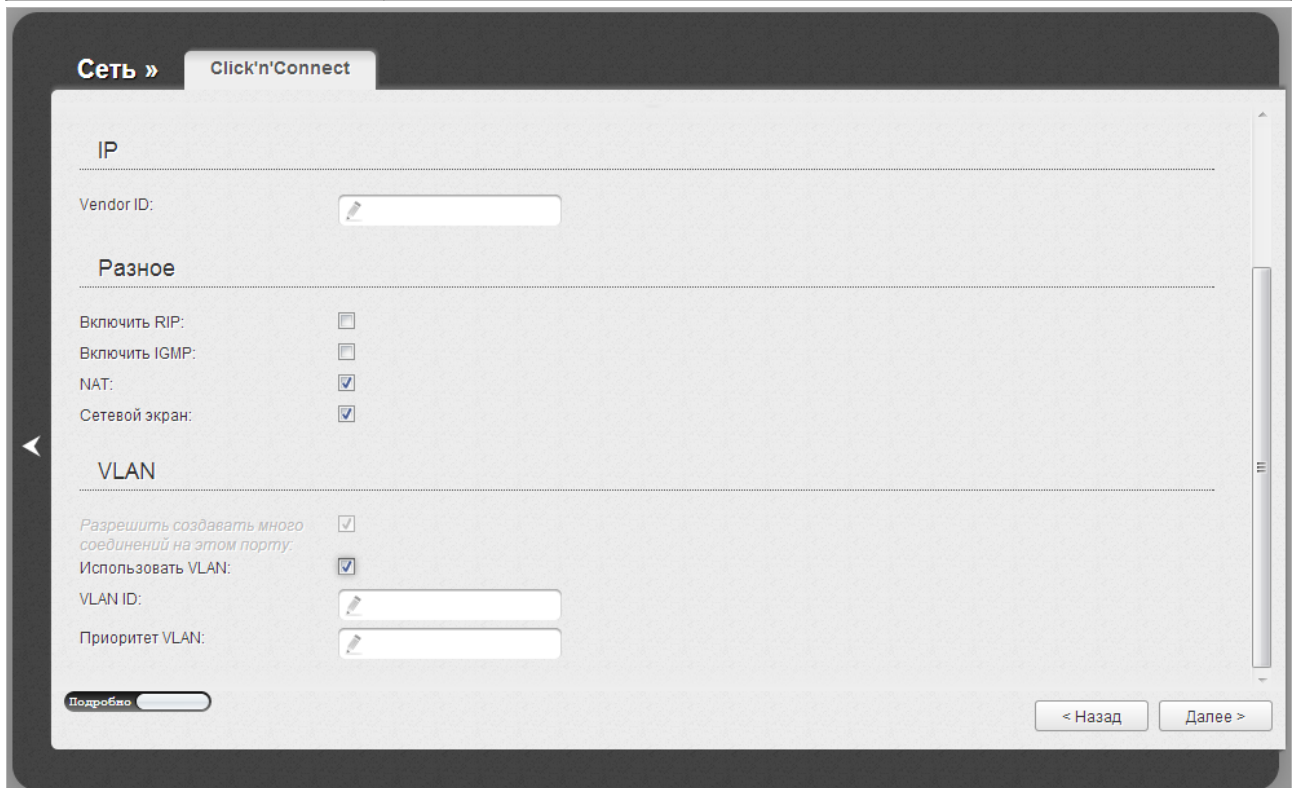 Сеть »
Click'n'Connect
IP
Vendor ID:
Разное
Включить RIP:
Включить IGMP:
NAT:
Сетевой экран:
VLAN
Разрешить создавать много
соединений на этом порту:
Использовать VLAN:
VLAN ID:
Приоритет VLAN:
Подробно
< Назад
Далее >